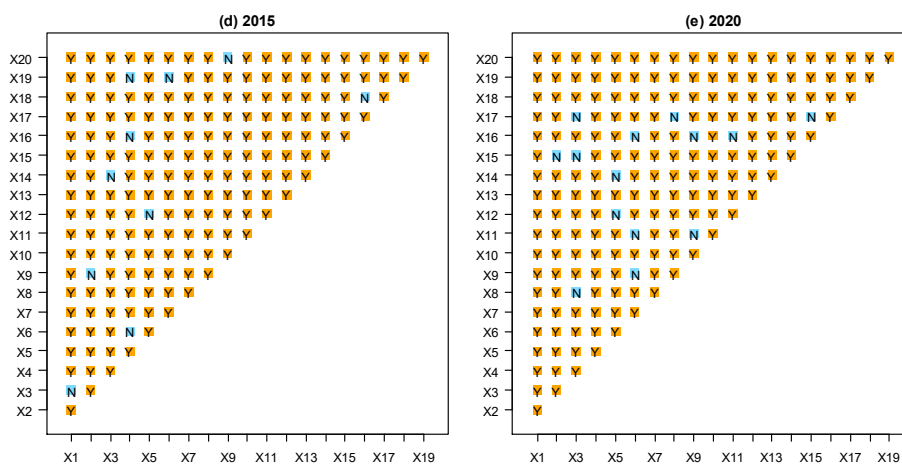 (d) 2015
X20 Y Y Y Y Y Y Y Y N Y Y Y Y Y Y Y Y Y Y
X19 Y Y Y N Y N Y Y Y Y Y Y Y Y Y Y Y Y
X18 Y Y Y Y Y Y Y Y Y Y Y Y Y Y Y N Y
X17 Y Y Y Y Y Y Y Y Y Y Y Y Y Y Y Y
X16 Y Y Y N Y Y Y Y Y Y Y Y Y Y Y
X15 Y Y Y Y Y Y Y Y Y Y Y Y Y Y
X14 Y Y N Y Y Y Y Y Y Y Y Y Y
X13 Y Y Y Y Y Y Y Y Y Y Y Y
X12 Y Y Y Y N Y Y Y Y Y Y
X11 Y Y Y Y Y Y Y Y Y Y
X10 Y Y Y Y Y Y Y Y Y
X9 Y N Y Y Y Y Y Y
X8 Y Y Y Y Y Y Y
X7 Y Y Y Y Y Y
X6 Y Y Y N Y
X5 Y Y Y Y
X4 Y Y Y
X3 N Y
X2 Y
X1 X3 X5 X7 X9 X11 X13 X15 X17 X19
(e) 2020
X20 Y Y Y Y Y Y Y Y Y Y Y Y Y Y Y Y Y Y Y
X19 Y Y Y Y Y Y Y Y Y Y Y Y Y Y Y Y Y Y
X18 Y Y Y Y Y Y Y Y Y Y Y Y Y Y Y Y Y
X17 Y Y N Y Y Y Y N Y Y Y Y Y Y N Y
X16 Y Y Y Y Y N Y Y N Y N Y Y Y Y
X15 Y N N Y Y Y Y Y Y Y Y Y Y Y
X14 Y Y Y Y N Y Y Y Y Y Y Y Y
X13 Y Y Y Y Y Y Y Y Y Y Y Y
X12 Y Y Y Y N Y Y Y Y Y Y
X11 Y Y Y Y Y N Y Y N Y
X10 Y Y Y Y Y Y Y Y Y
X9 Y Y Y Y Y N Y Y
X8 Y Y N Y Y Y Y
X7 Y Y Y Y Y Y
X6 Y Y Y Y Y
X5 Y Y Y Y
X4 Y Y Y
X3 Y Y
X2 Y
X1 X3 X5 X7 X9 X11 X13 X15 X17 X19